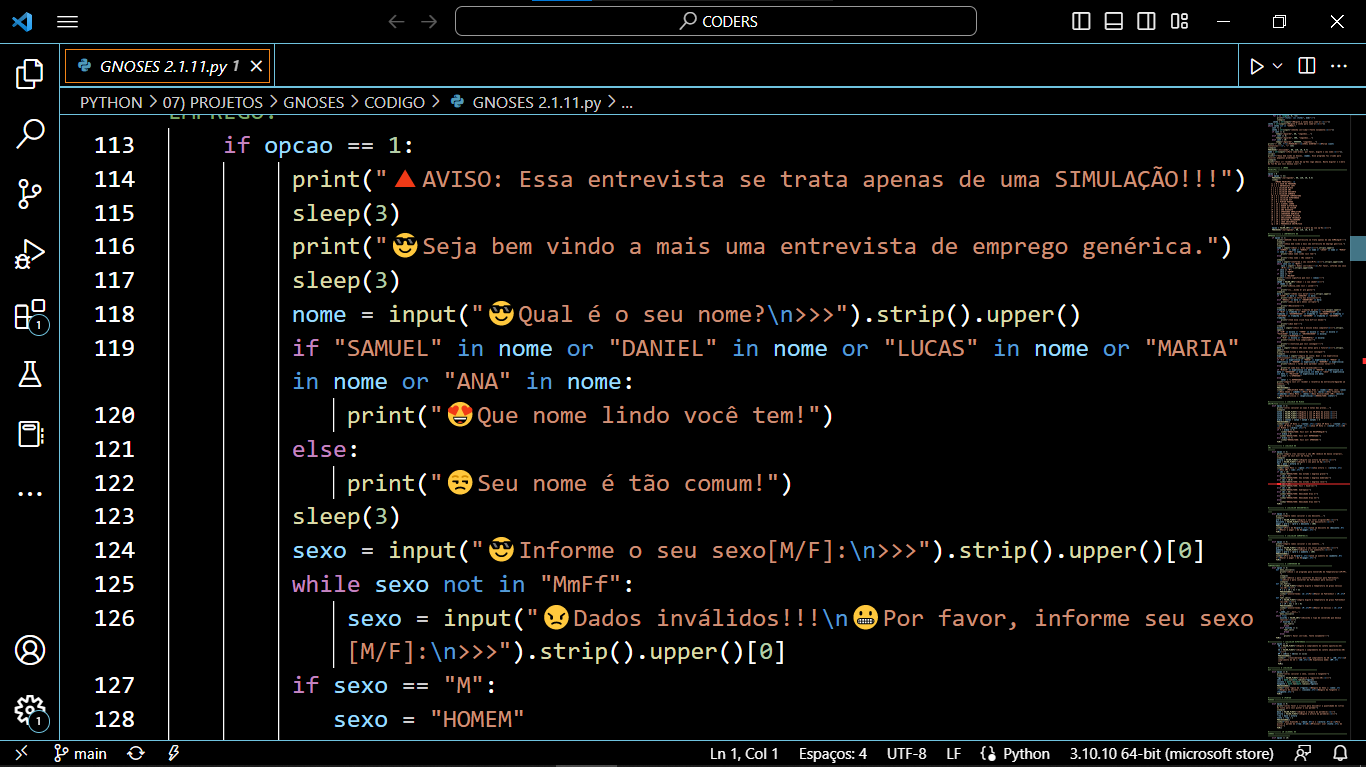 CODERS
GNOSES 2.1.11.py 1
PYTHON > 07) PROJETOS > GNOSES > CODIGO > GNOSES 2.1.11.py > ...
113 if opcao == 1:
114 print("🔺AVISO: Essa entrevista se trata apenas de uma SIMULAÇÃO!!!")
115 sleep(3)
116 print("😎Seja bem vindo a mais uma entrevista de emprego genérica.")
117 sleep(3)
118 nome = input("😎Qual é o seu nome?\n>>>").strip().upper()
119 if "SAMUEL" in nome or "DANIEL" in nome or "LUCAS" in nome or "MARIA"
in nome or "ANA" in nome:
120 print("😍Que nome lindo você tem!")
121 else:
122 print("😒Seu nome é tão comum!")
123 sleep(3)
124 sexo = input("😎Informe o seu sexo[M/F]:\n>>>").strip().upper()[0]
125 while sexo not in "MmFf":
126 sexo = input("😠Dados inválidos!!!\n😬Por favor, informe seu sexo
[M/F]:\n>>>").strip().upper()[0]
127 if sexo == "M":
128 sexo = "HOMEM"
1
1
main
Ln 1, Col 1 Espaços: 4 UTF-8 LF Python 3.10.10 64-bit (microsoft store)